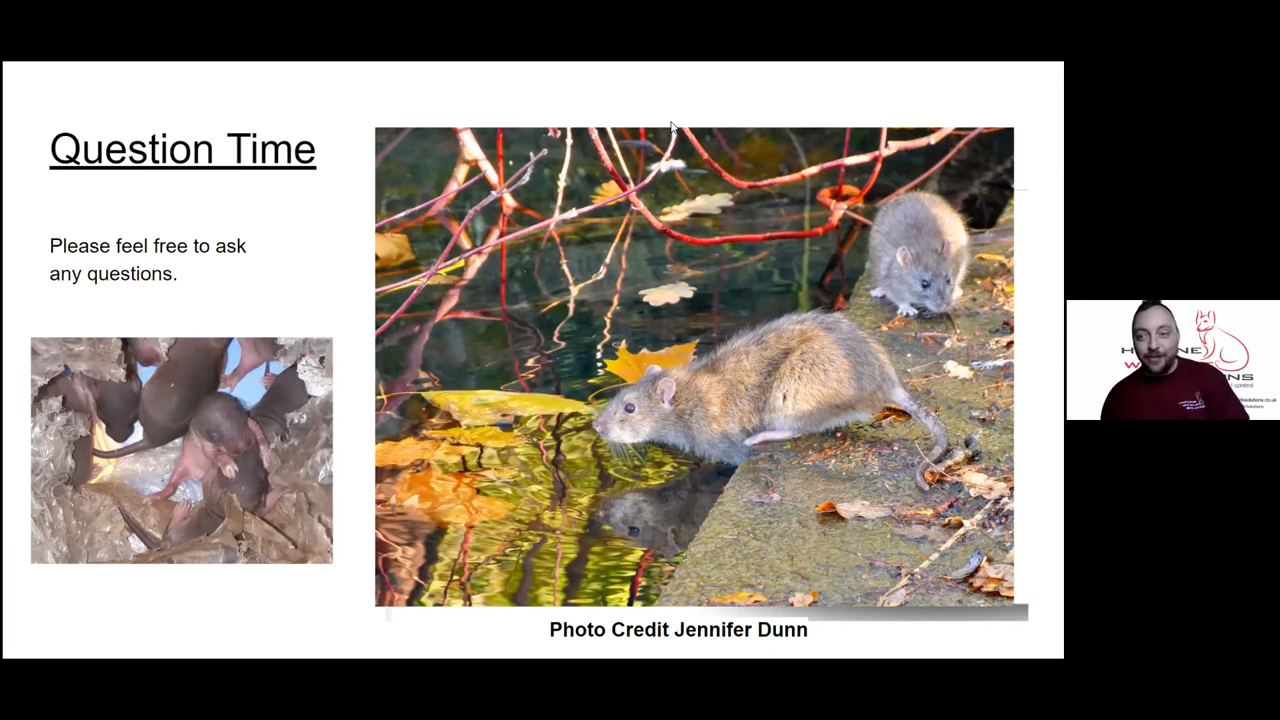 Question Time
Please feel free to ask
any questions.
Photo Credit Jennifer Dunn